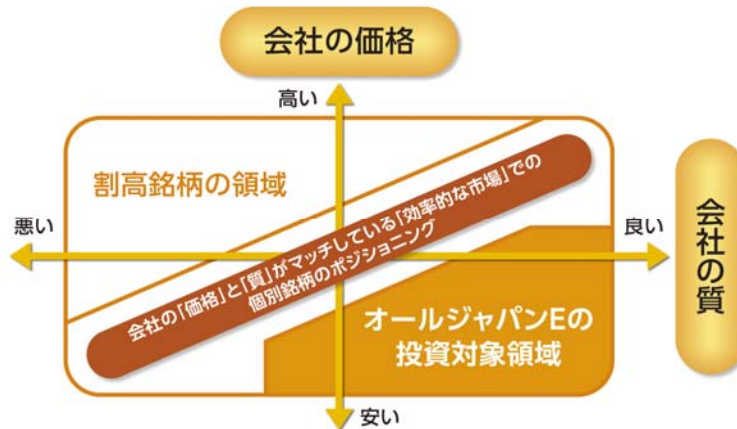 会社の価格
高い
割高銘柄の領域
悪い
会社の「価格」と「質」がマッチしている「効率的な市場」での
個別銘柄のポジショニング
良い
会社の質
オールジャパンEの
投資対象領域
安い